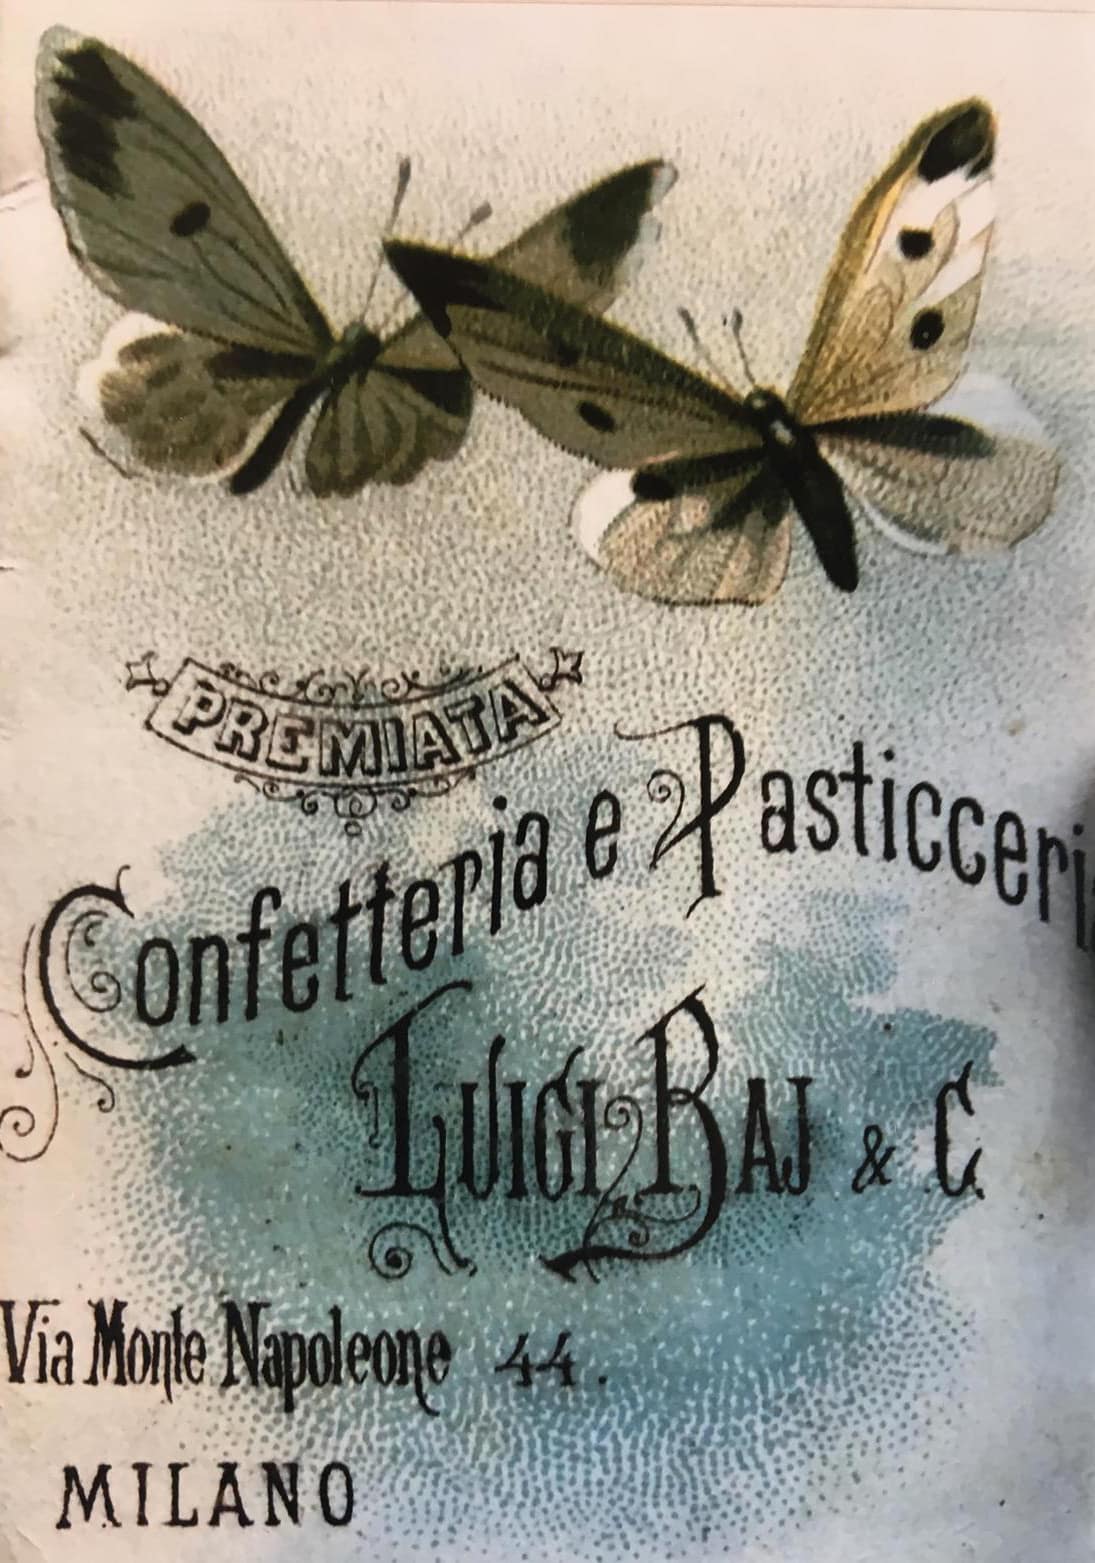 PREMIATA
Confetteria e Pasticceri
LUIGI BAJ & C.
Via Monte Napoleone 44.
MILANO